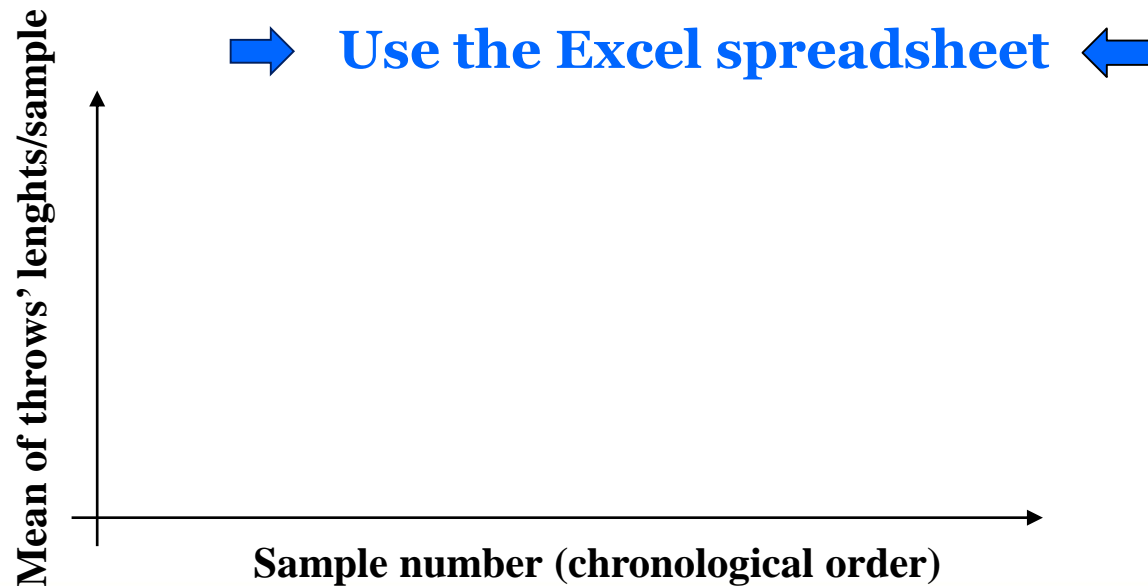 Use the Excel spreadsheet
Mean of throws’ lenghts/sample
Sample number (chronological order)